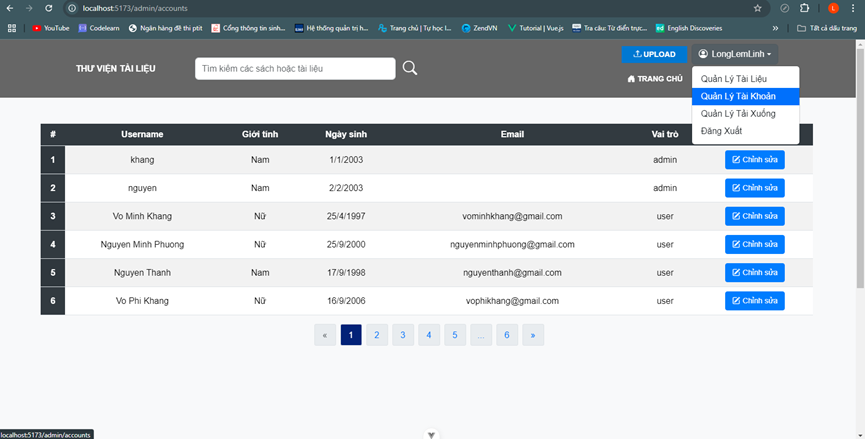 localhost:5173/admin/accounts
YouTube Codelearn Ngân hàng đề thi ptit Cổng thông tin sinh... Hệ thống quản trị h... Trang chủ | Tự học l... ZendVN Tutorial | Vue.js Tra câu: Từ điển trực... English Discoveries » Tất cả dấu trang
UPLOAD LongLemLinh
THƯ VIỆN TÀI LIỆU Tìm kiếm các sách hoặc tài liệu
TRANG CHỦ
Quản Lý Tài Liệu
Quản Lý Tài Khoản
Quản Lý Tải Xuống
Đăng Xuất
# Username Giới tính Ngày sinh Email Vai trò
1 khang Nam 1/1/2003 admin Chỉnh sửa
2 nguyen Nam 2/2/2003 admin Chỉnh sửa
3 Vo Minh Khang Nữ 25/4/1997 vominhkhang@gmail.com user Chỉnh sửa
4 Nguyen Minh Phuong Nữ 25/9/2000 nguyenminhphuong@gmail.com user Chỉnh sửa
5 Nguyen Thanh Nam 17/9/1998 nguyenthanh@gmail.com user Chỉnh sửa
6 Vo Phi Khang Nữ 16/9/2006 vophikhang@gmail.com user Chỉnh sửa
« 1 2 3 4 5 ... 6 »
localhost:5173/admin/accounts